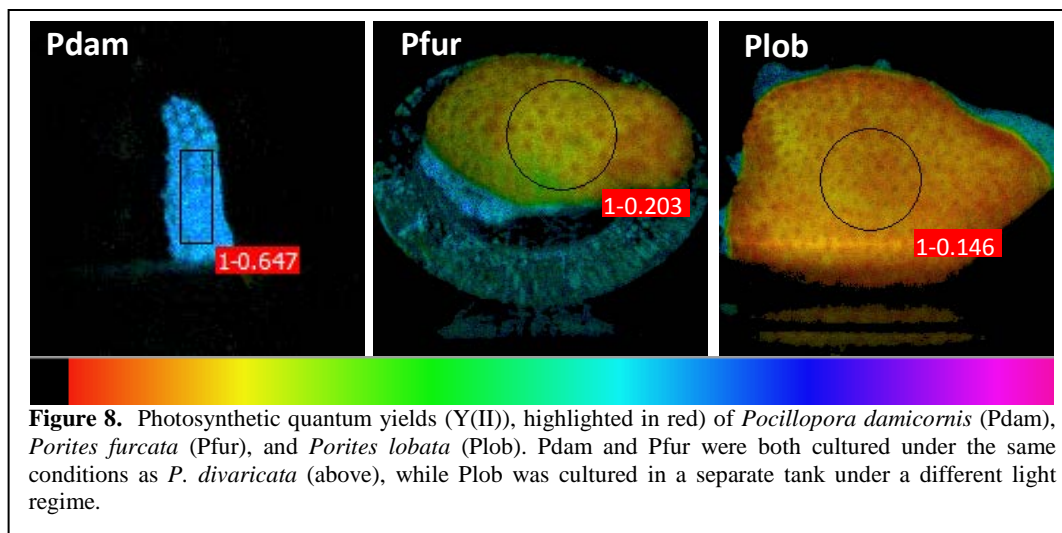 Pdam
Pfur
Plob
1-0.647
1-0.203
1-0.146
Figure 8. Photosynthetic quantum yields (Y(II)), highlighted in red) of Pocillopora damicornis (Pdam),
Porites furcata (Pfur), and Porites lobata (Plob). Pdam and Pfur were both cultured under the same
conditions as P. divaricata (above), while Plob was cultured in a separate tank under a different light
regime.